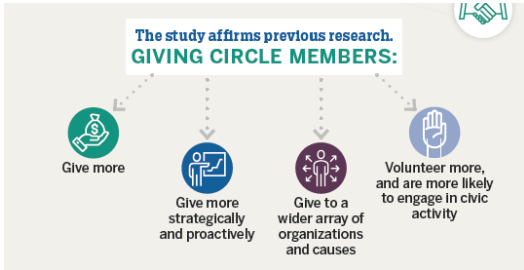 The study affirms previous research.
GIVING CIRCLE MEMBERS:
$
Give more
Give more
strategically
and proactively
Give to a
wider array of
organizations
and causes
Volunteer more,
and are more likely
to engage in civic
activity